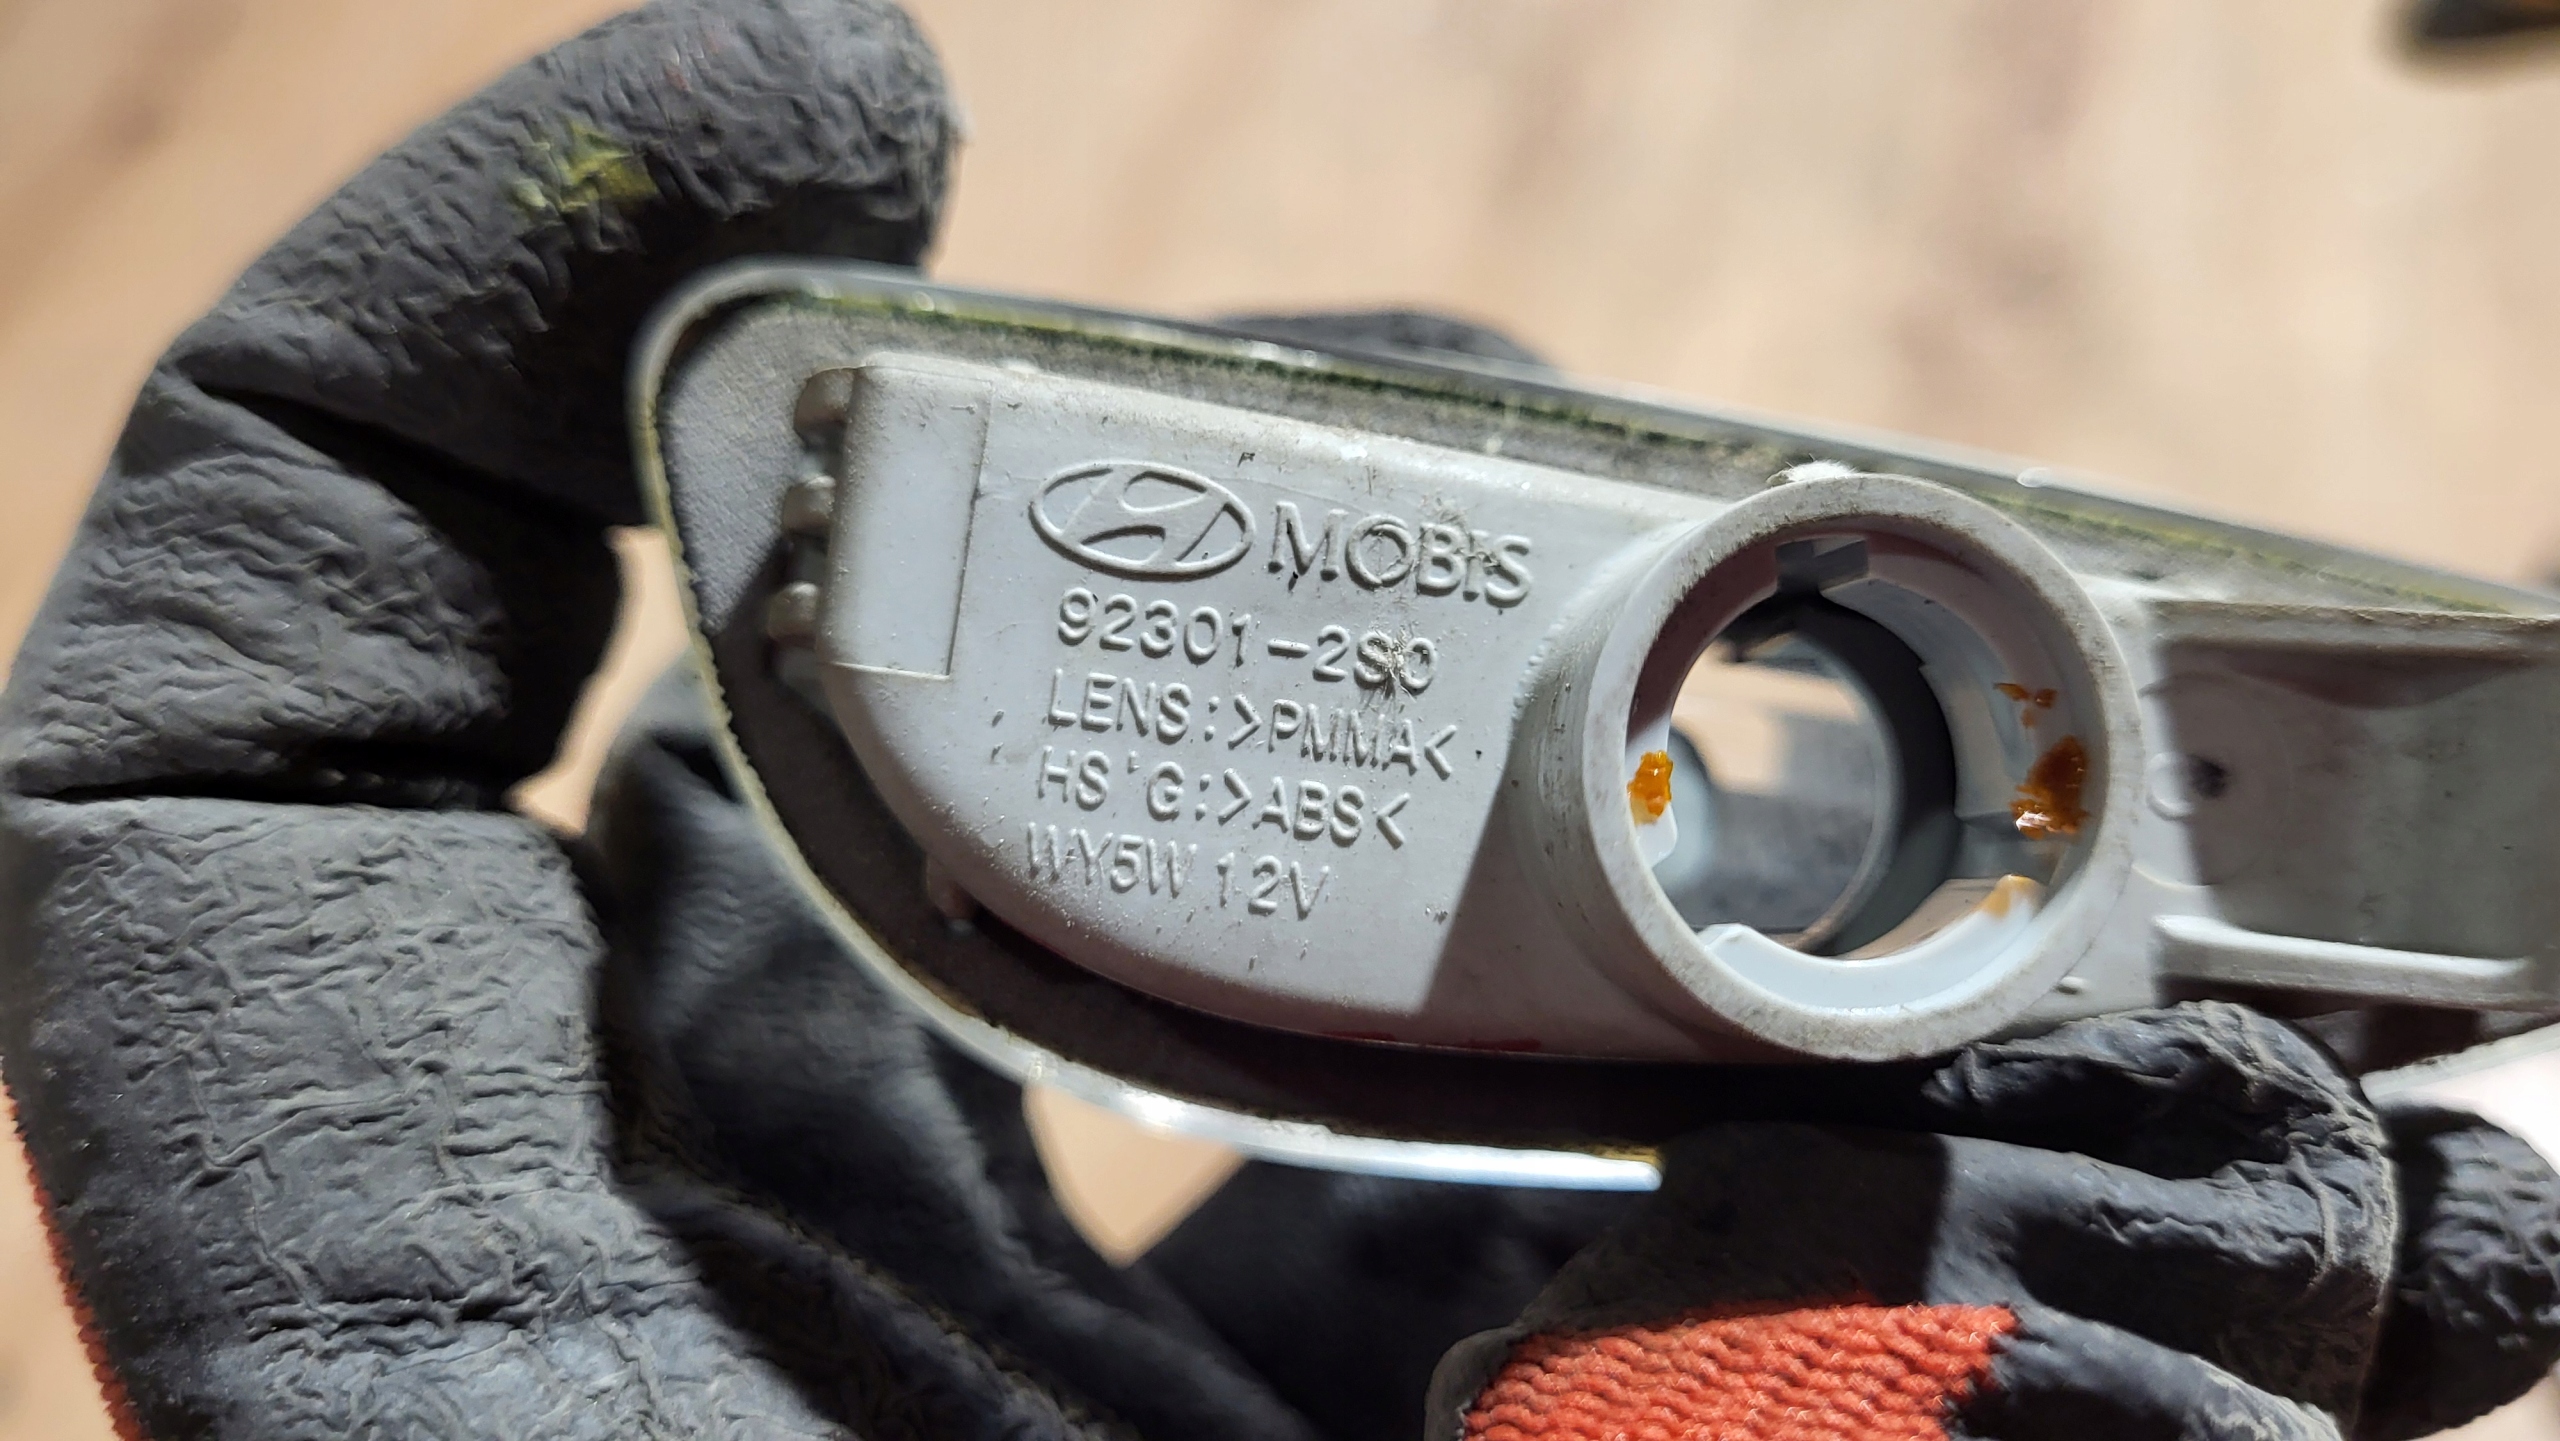 MOBIS
92301-2S0
LENS:>PMMA<
HS'G:>ABS<
WY5W 12V